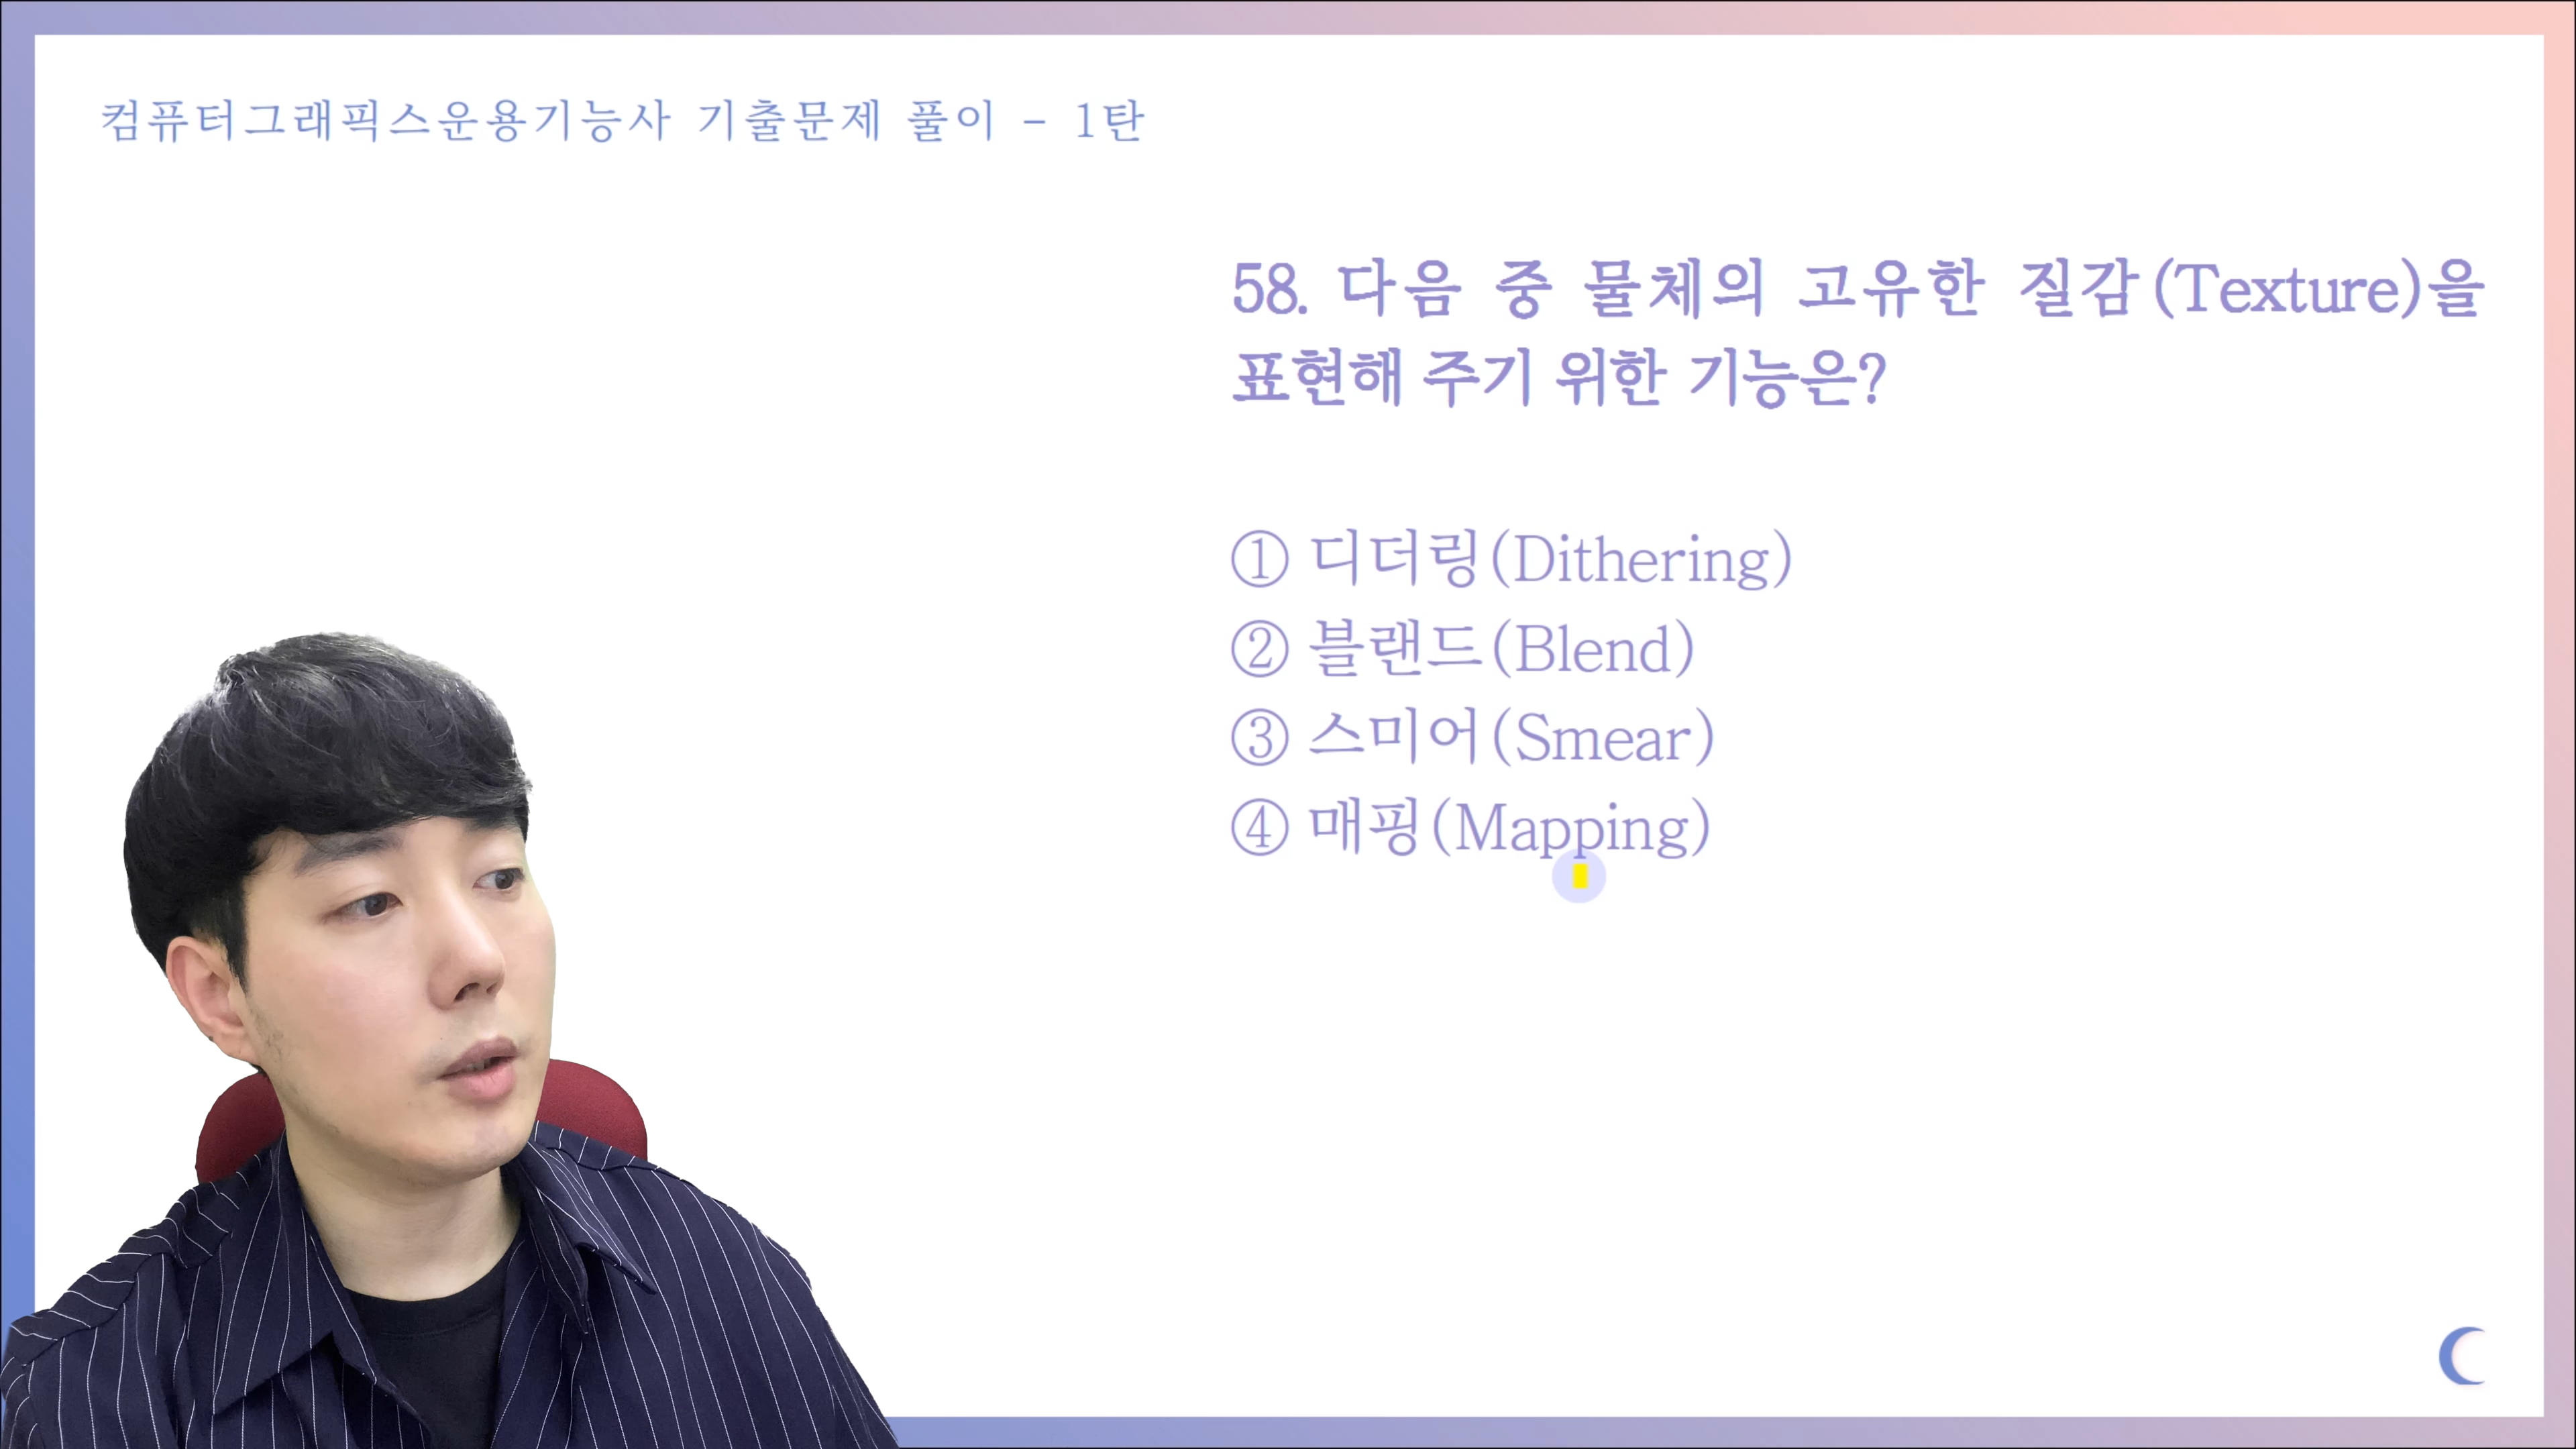 컴퓨터그래픽스운용기능사 기출문제 풀이 - 1탄
58. 다음 중 물체의 고유한 질감(Texture)을
표현해 주기 위한 기능은?
① 디더링(Dithering)
② 블랜드(Blend)
③ 스미어(Smear)
④ 매핑(Mapping)